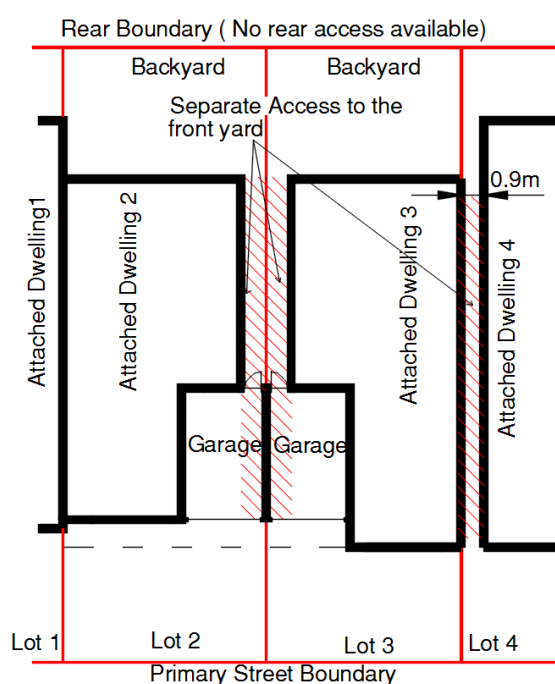 Rear Boundary ( No rear access available)
Backyard
Backyard
Separate Access to the
front yard
0.9m
Attached Dwelling1
Attached Dwelling 2
Attached Dwelling 3
Attached Dwelling 4
Garage
Garage
Lot 1
Lot 2
Lot 3
Lot 4
Primary Street Boundary